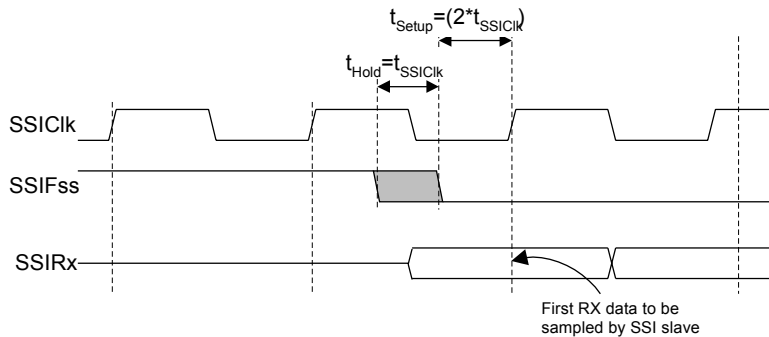 tSetup=(2*tSSIClk)
tHold=tSSIClk
SSIClk
SSIFss
SSIRx
First RX data to be
sampled by SSI slave